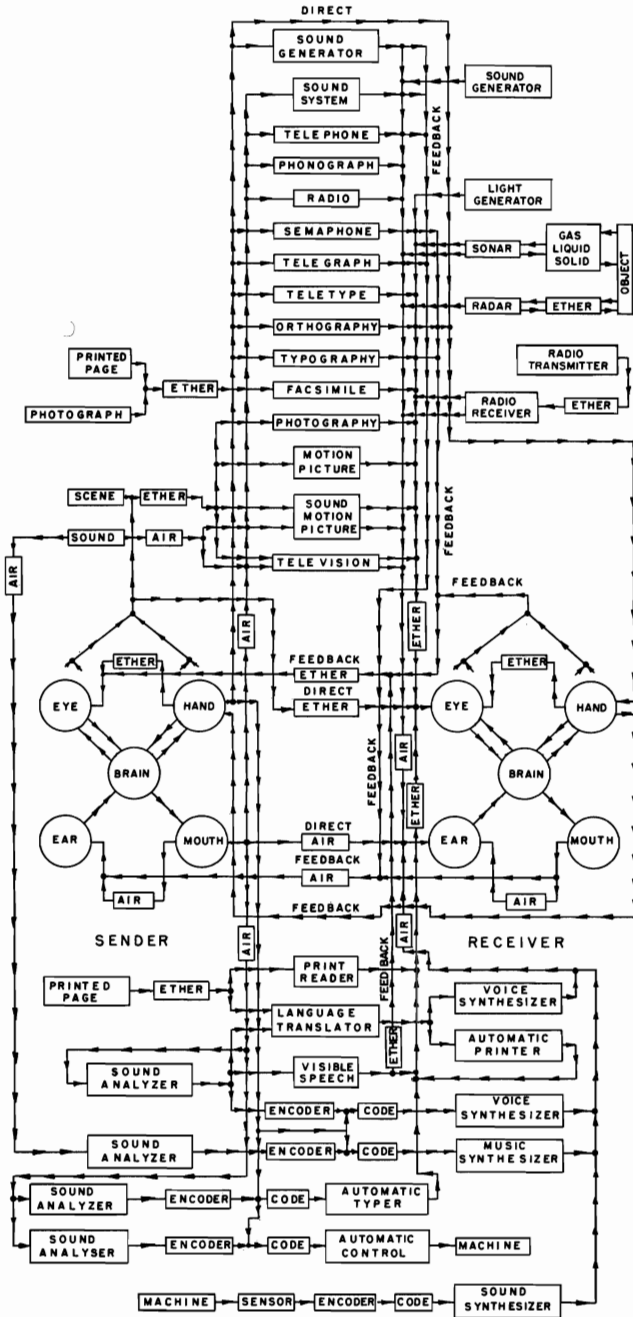 DIRECT
SOUND
GENERATOR
SOUND
GENERATOR
SOUND
SYSTEM
FEEDBACK
TELEPHONE
PHONOGRAPH
RADIO
LIGHT
GENERATOR
SEMAPHONE
GAS
LIQUID
SOLID
OBJECT
SONAR
TELEGRAPH
TELETYPE
RADAR
ETHER
ORTHOGRAPHY
PRINTED
PAGE
TYPOGRAPHY
RADIO
TRANSMITTER
ETHER
FACSIMILE
PHOTOGRAPH
RADIO
RECEIVER
ETHER
PHOTOGRAPHY
MOTION
PICTURE
SCENE
ETHER
SOUND
MOTION
PICTURE
FEEDBACK
SOUND
AIR
AIR
TELEVISION
FEEDBACK
ETHER
AIR
ETHER
FEEDBACK
ETHER
ETHER
DIRECT
ETHER
EYE
HAND
EYE
HAND
BRAIN
FEEDBACK
AIR
ETHER
BRAIN
EAR
MOUTH
DIRECT
AIR
EAR
MOUTH
FEEDBACK
AIR
AIR
AIR
FEEDBACK
SENDER
AIR
AIR
RECEIVER
PRINTED
PAGE
ETHER
PRINT
READER
FEEDBACK
VOICE
SYNTHESIZER
LANGUAGE
TRANSLATOR
ETHER
AUTOMATIC
PRINTER
SOUND
ANALYZER
VISIBLE
SPEECH
ENCODER
CODE
VOICE
SYNTHESIZER
SOUND
ANALYZER
ENCODER
CODE
MUSIC
SYNTHESIZER
SOUND
ANALYZER
ENCODER
CODE
AUTOMATIC
TYPER
SOUND
ANALYSER
ENCODER
CODE
AUTOMATIC
CONTROL
MACHINE
MACHINE
SENSOR
ENCODER
CODE
SOUND
SYNTHESIZER